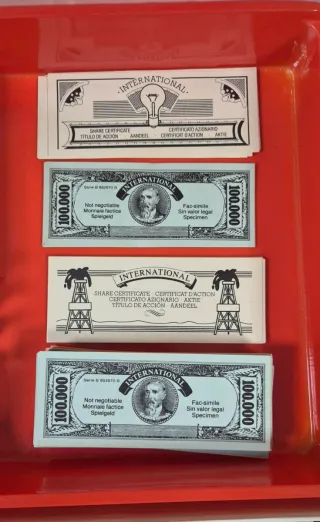 INTERNATIONAL
SHARE CERTIFICATE CERTIFICATO AZIONARIO
TÍTULO DE ACCIÓN AANDEEL CERTIFICAT D'ACTION AKTIE
INTERNATIONAL
100.000
Not negotiable
Monnaie factice
Spielgeld
Fac-simile
Sin valor legal
Specimen
100.000
INTERNATIONAL
SHARE CERTIFICATE · CERTIFICAT D'ACTION
CERTIFICATO AZIONARIO · AKTIE
TÍTULO DE ACCIÓN · AANDEEL
INTERNATIONAL
100.000
Not negotiable
Monnaie factice
Spielgeld
Fac-simile
Sin valor legal
Specimen
100.000